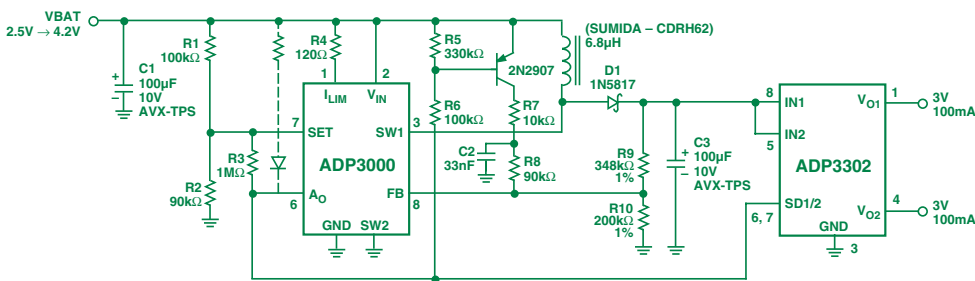 VBAT
2.5V → 4.2V
C1
100µF
10V
AVX-TPS
R1
100kΩ
R2
90kΩ
R3
1MΩ
R4
120Ω
1
2
ILIM
VIN
7
SET
SW1
3
ADP3000
6
AO
FB
8
GND
SW2
R5
330kΩ
R6
100kΩ
2N2907
R7
10kΩ
C2
33nF
R8
90kΩ
(SUMIDA – CDRH62)
6.8µH
D1
1N5817
R9
348kΩ
1%
R10
200kΩ
1%
C3
100µF
10V
AVX-TPS
8
IN1
VO1
1
3V
100mA
IN2
5
ADP3302
SD1/2
6, 7
VO2
4
3V
100mA
GND
3